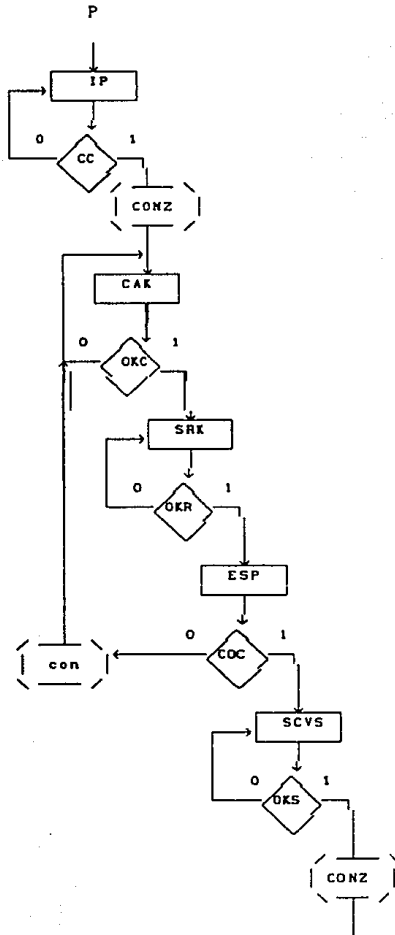 P
IP
0 1
CC
CONZ
CAK
0 1
OKC
SRK
0 1
OKR
ESP
0 1
COC
con
SCVS
0 1
OKS
CONZ